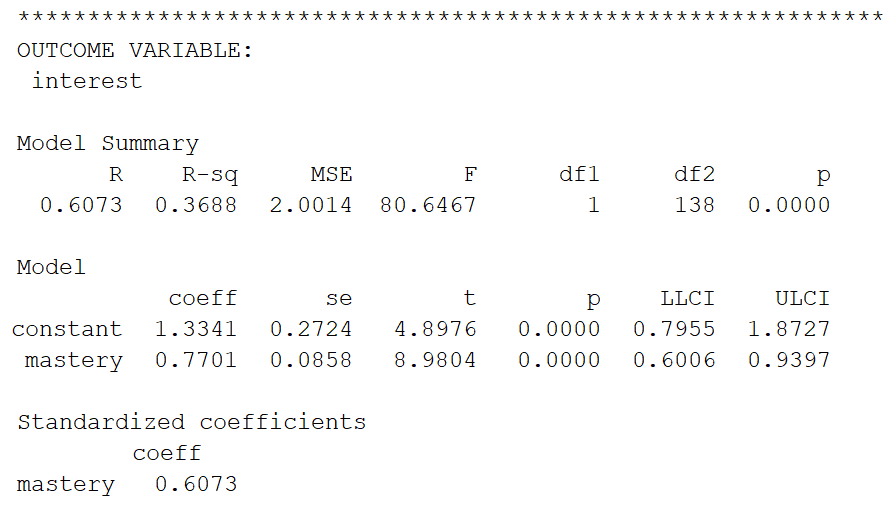 **************************************************************
OUTCOME VARIABLE:
interest
Model Summary
R R-sq MSE F df1 df2 p
0.6073 0.3688 2.0014 80.6467 1 138 0.0000
Model
coeff se t p LLCI ULCI
constant 1.3341 0.2724 4.8976 0.0000 0.7955 1.8727
mastery 0.7701 0.0858 8.9804 0.0000 0.6006 0.9397
Standardized coefficients
coeff
mastery 0.6073